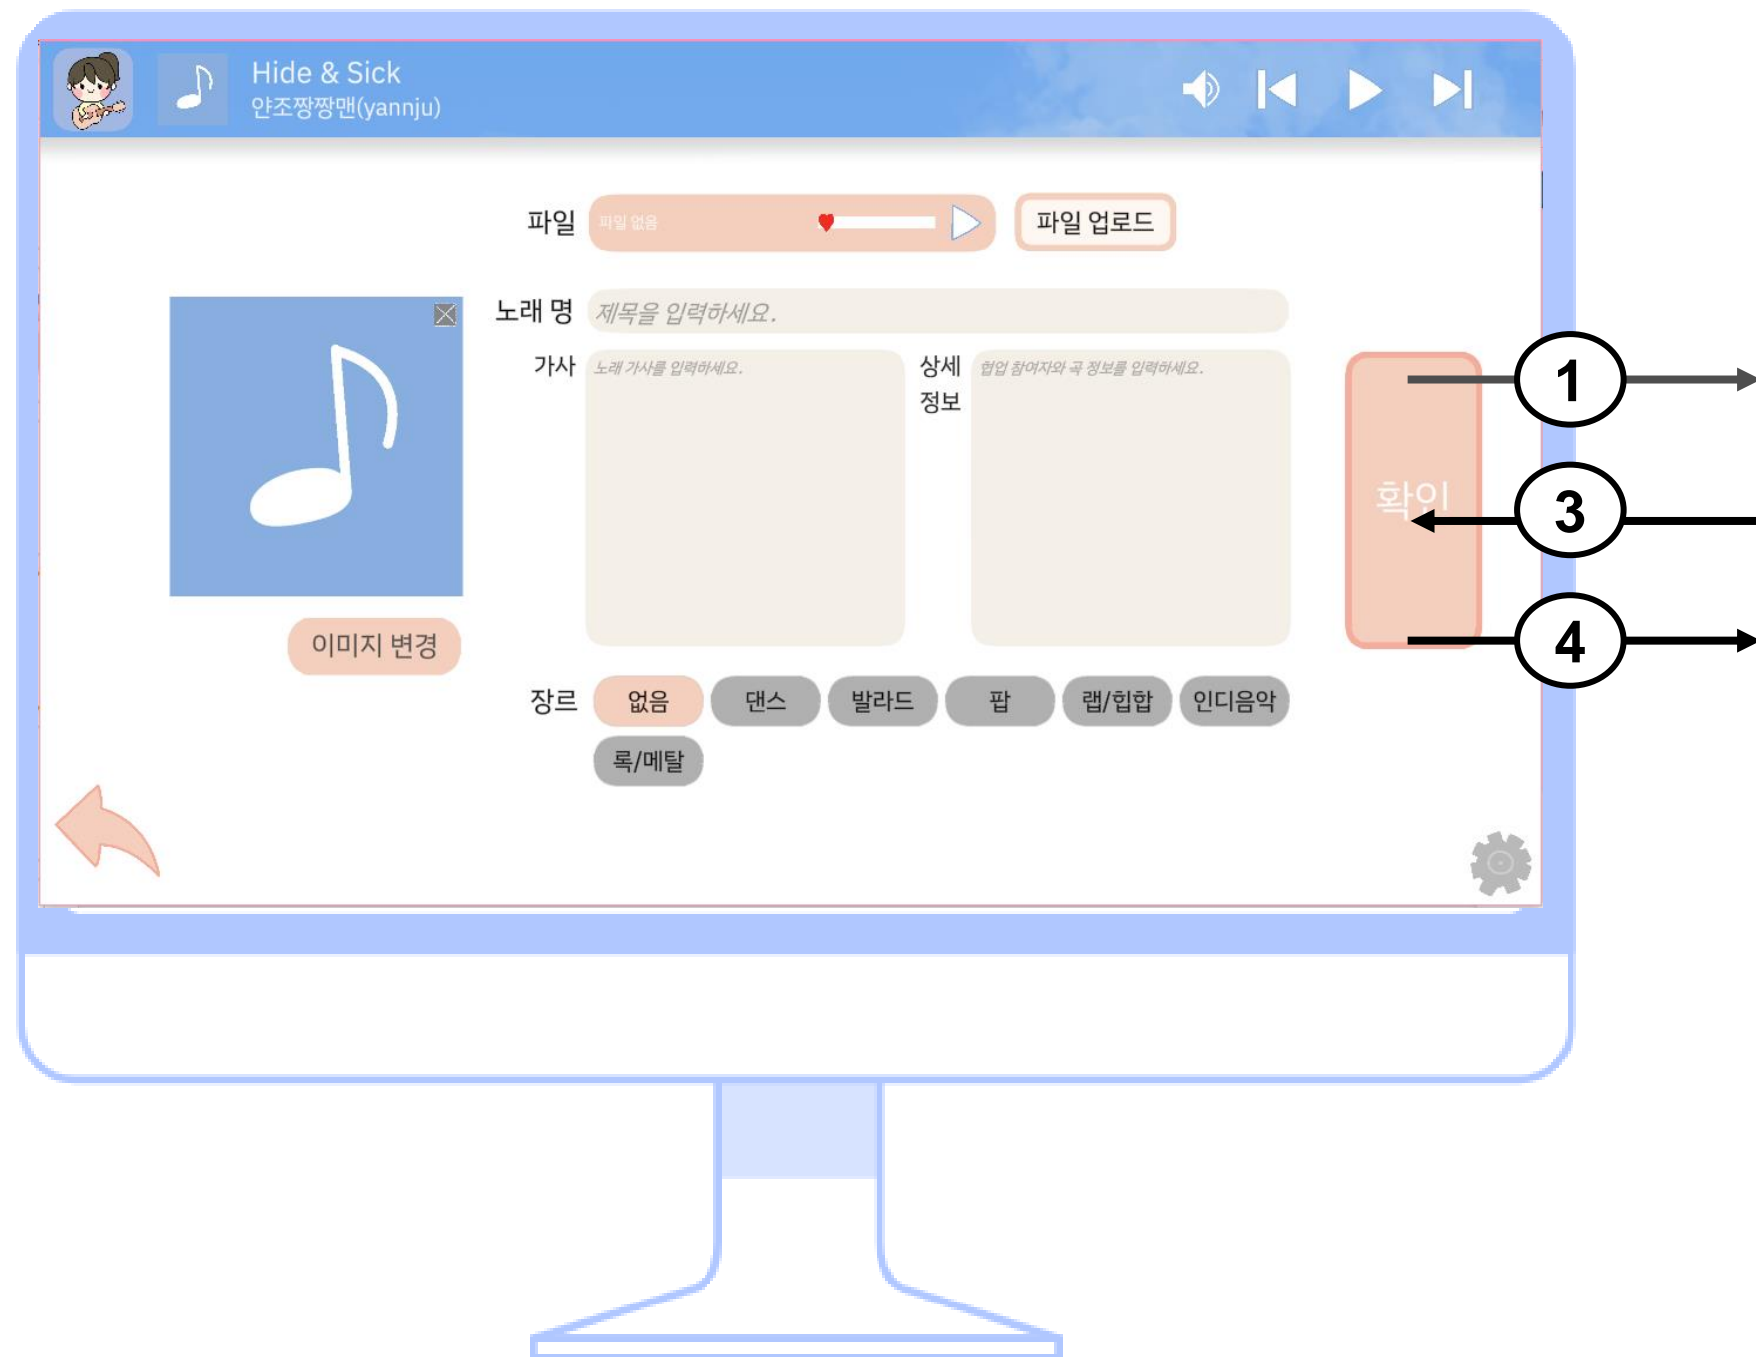 Hide & Sick
얀조짱짱맨(yannju)
파일 파일 없음 파일 업로드
노래 명 제목을 입력하세요.
가사 노래 가사를 입력하세요.
상세 협업 참여자와 곡 정보를 입력하세요.
정보
1
확인
3
4
이미지 변경
장르 없음 댄스 발라드 팝 랩/힙합 인디음악
록/메탈